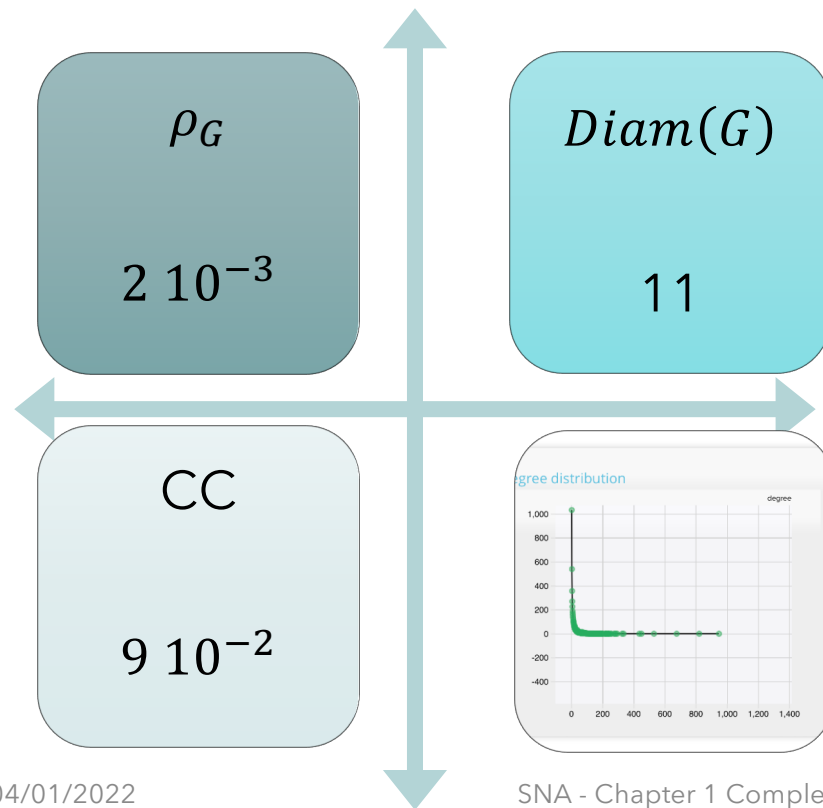 ρ_G
2 10⁻³
Diam(G)
11
CC
9 10⁻²
egree distribution
degree
1,000
800
600
400
200
0
-200
-400
0 200 400 600 800 1,000 1,200 1,400
04/01/2022
SNA - Chapter 1 Comple